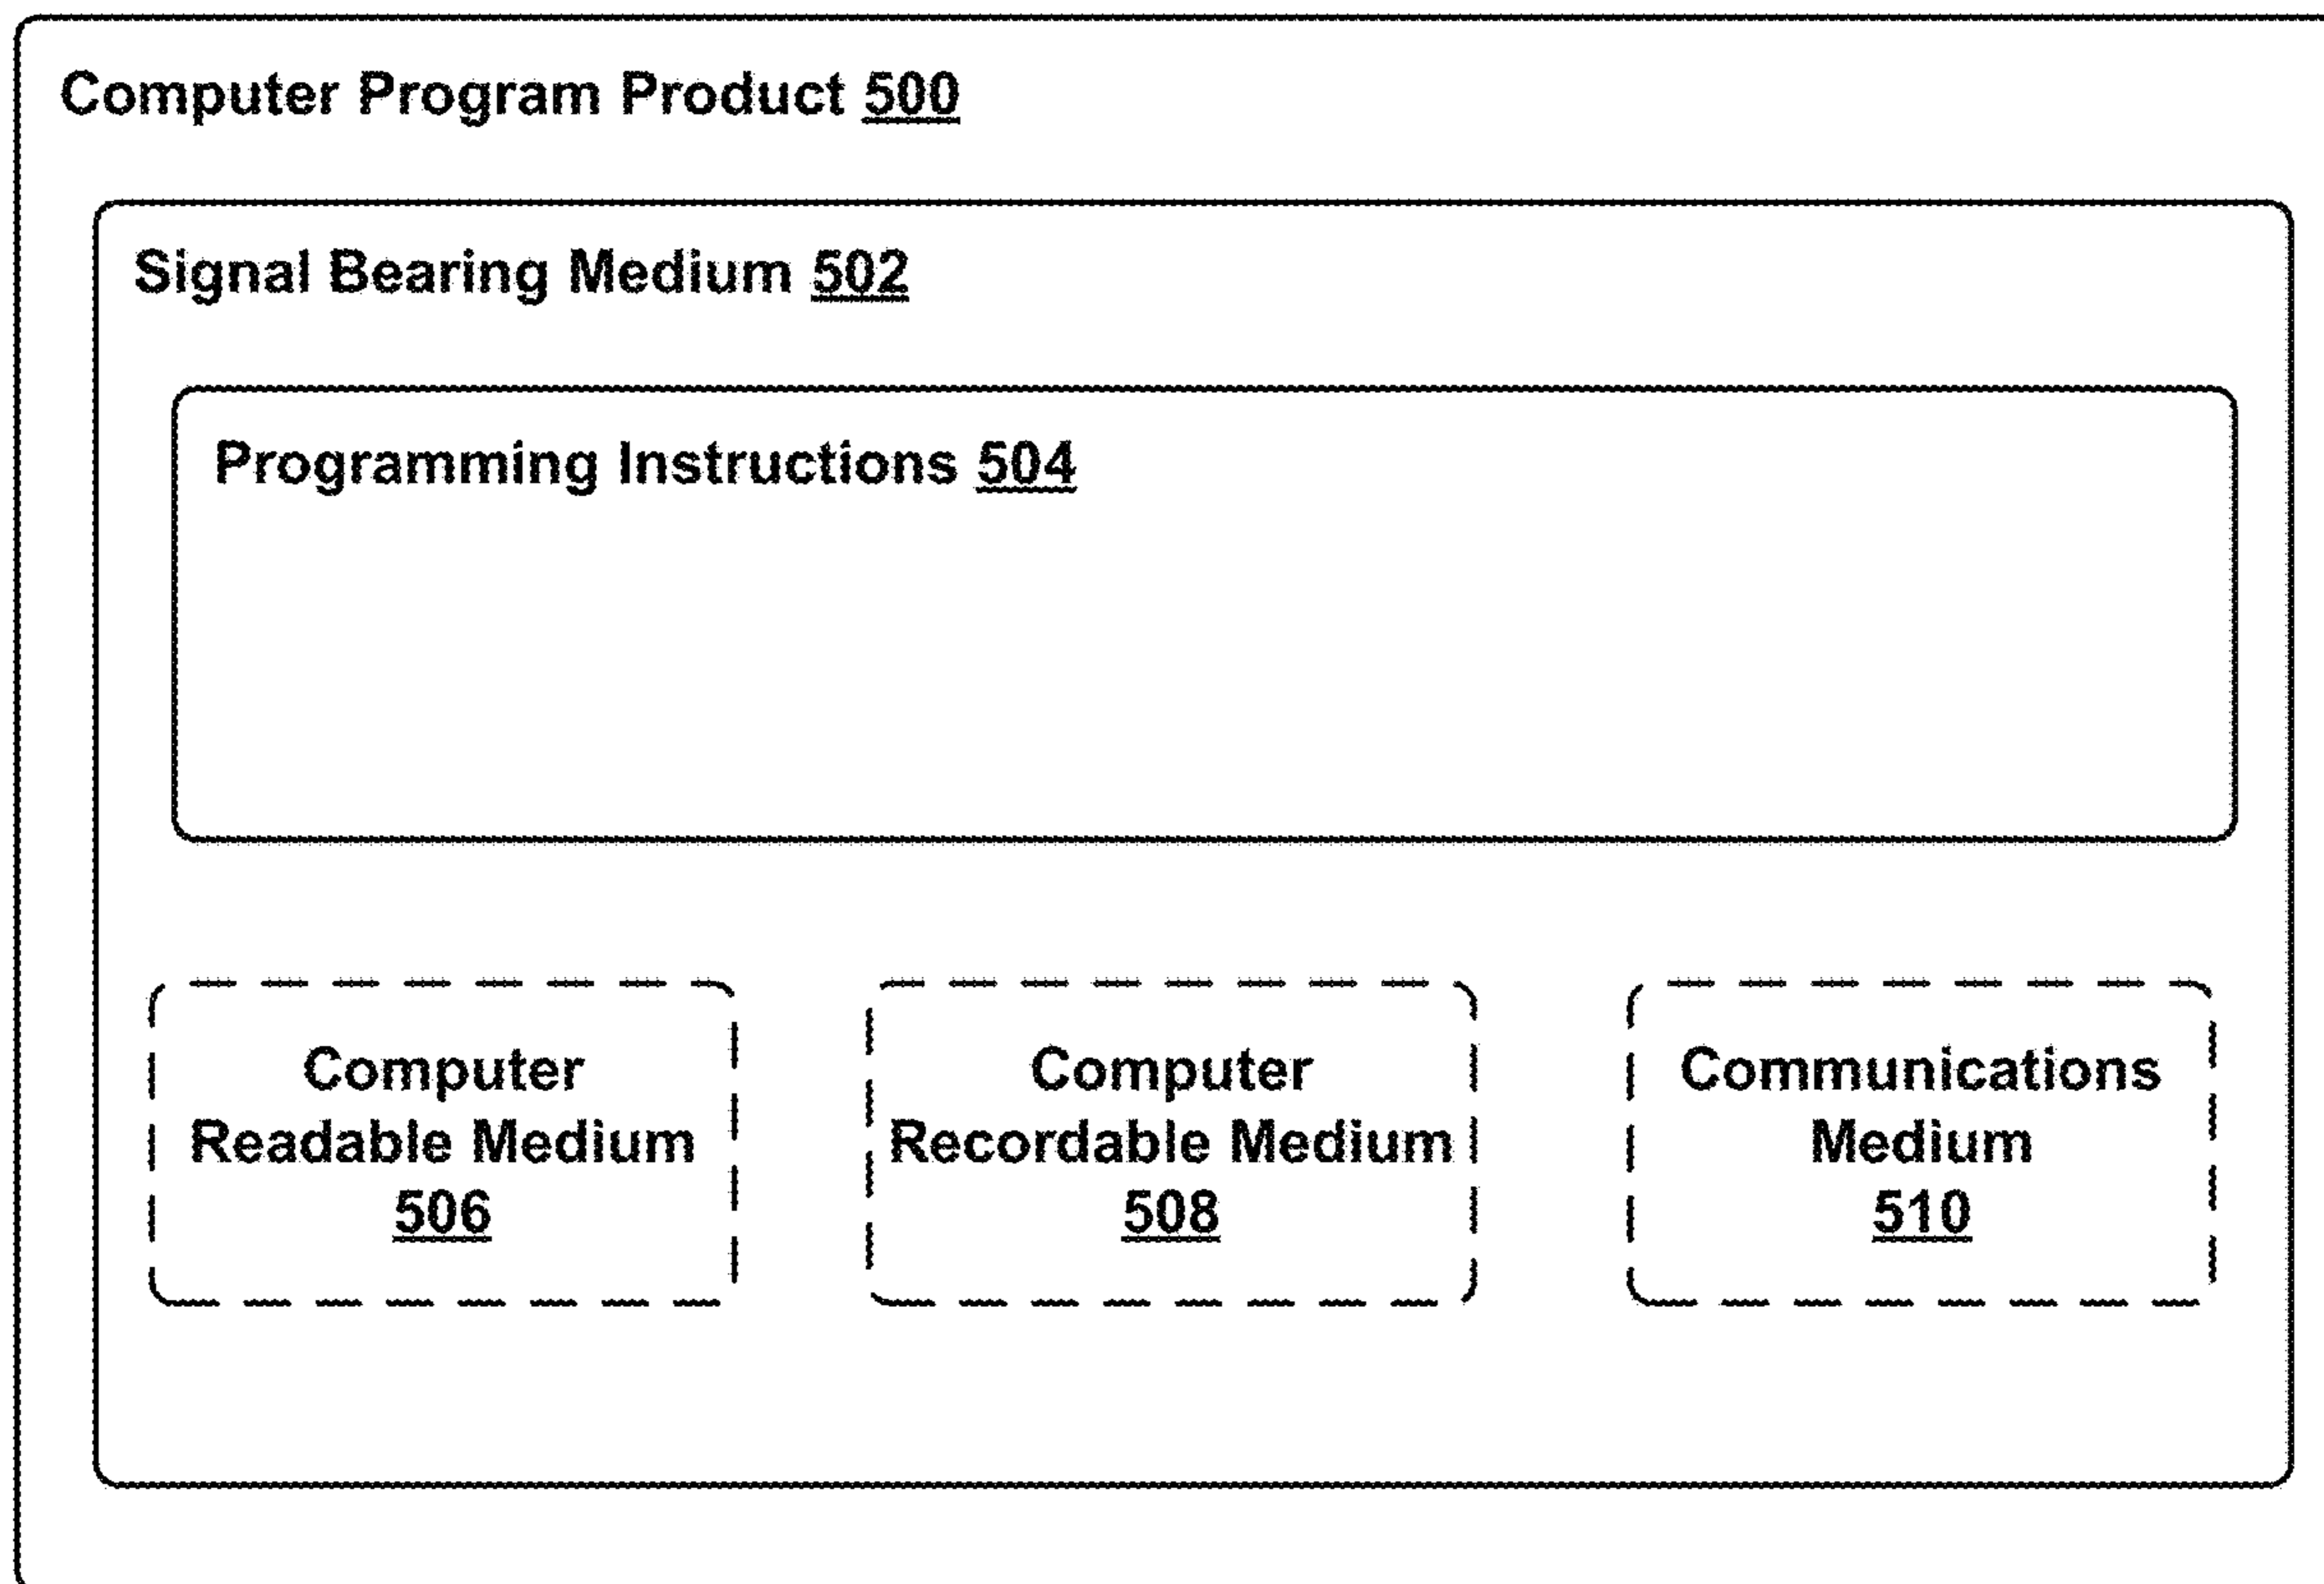 Computer Program Product 500
Signal Bearing Medium 502
Programming Instructions 504
Computer
Readable Medium
506
Computer
Recordable Medium
508
Communications
Medium
510